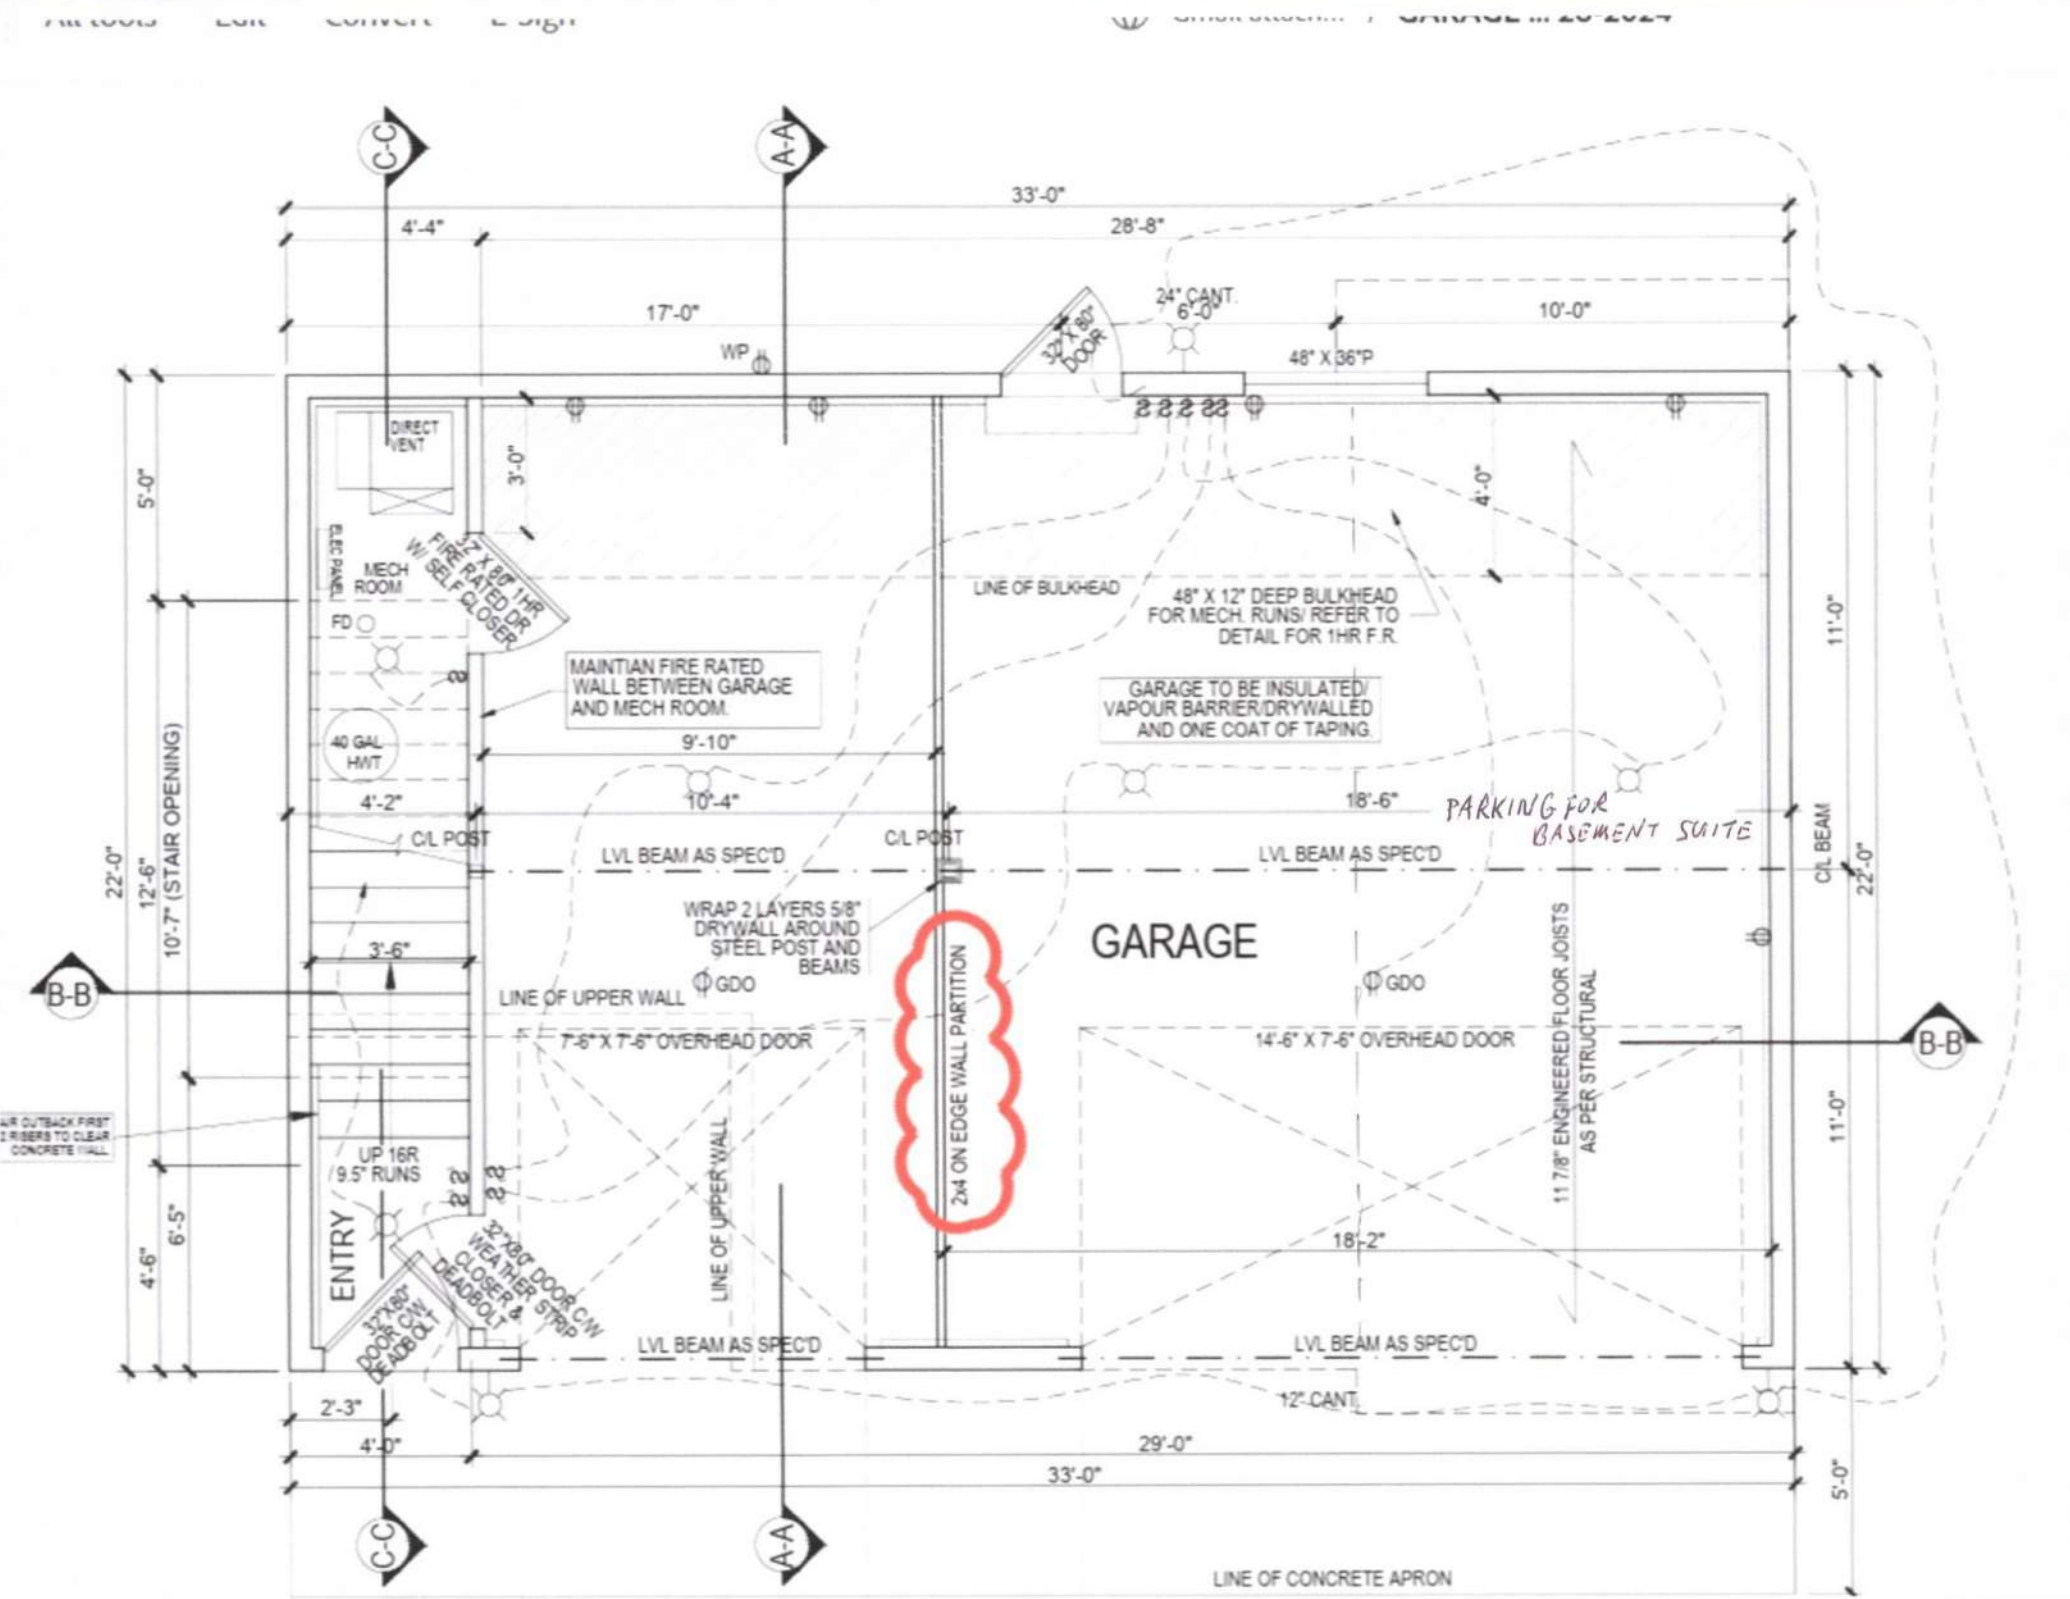 33'-0"
4'-4"
28'-8"
17'-0"
24" CANT.
6'-0"
10'-0"
32" X 80"
DOOR
48" X 36"P
WP
C-C
A-A
DIRECT
VENT
3'-0"
4'-0"
5'-0"
ELEC PANEL
MECH
ROOM
FD
32" X 80" 1HR
FIRE RATED DR
W/ SELF CLOSER
LINE OF BULKHEAD
48" X 12" DEEP BULKHEAD
FOR MECH. RUNS/ REFER TO
DETAIL FOR 1HR F.R.
11'-0"
MAINTIAN FIRE RATED
WALL BETWEEN GARAGE
AND MECH ROOM.
GARAGE TO BE INSULATED/
VAPOUR BARRIER/DRYWALLED
AND ONE COAT OF TAPING.
40 GAL
HWT
9'-10"
4'-2"
10'-4"
18'-6"
PARKING FOR
BASEMENT SUITE
C/L POST
C/L POST
LVL BEAM AS SPEC'D
LVL BEAM AS SPEC'D
C/L BEAM
22'-0"
12'-6"
10'-7" (STAIR OPENING)
22'-0"
WRAP 2 LAYERS 5/8"
DRYWALL AROUND
STEEL POST AND
BEAMS
GARAGE
3'-6"
B-B
LINE OF UPPER WALL
GDO
GDO
2x4 ON EDGE WALL PARTITION
7'-6" X 7'-6" OVERHEAD DOOR
14'-6" X 7'-6" OVERHEAD DOOR
11 7/8" ENGINEERED FLOOR JOISTS
AS PER STRUCTURAL
B-B
AIR OUTBACK FIRST
2 RISERS TO CLEAR
CONCRETE WALL
UP 16R
9.5" RUNS
LINE OF UPPER WALL
11'-0"
4'-6"
6'-5"
ENTRY
32"X80" DOOR C/W
WEATHER STRIP
CLOSER &
DEADBOLT
32"X80"
DOOR C/W
DEADBOLT
18'-2"
LVL BEAM AS SPEC'D
LVL BEAM AS SPEC'D
12" CANT.
2'-3"
4'-0"
29'-0"
33'-0"
5'-0"
C-C
A-A
LINE OF CONCRETE APRON